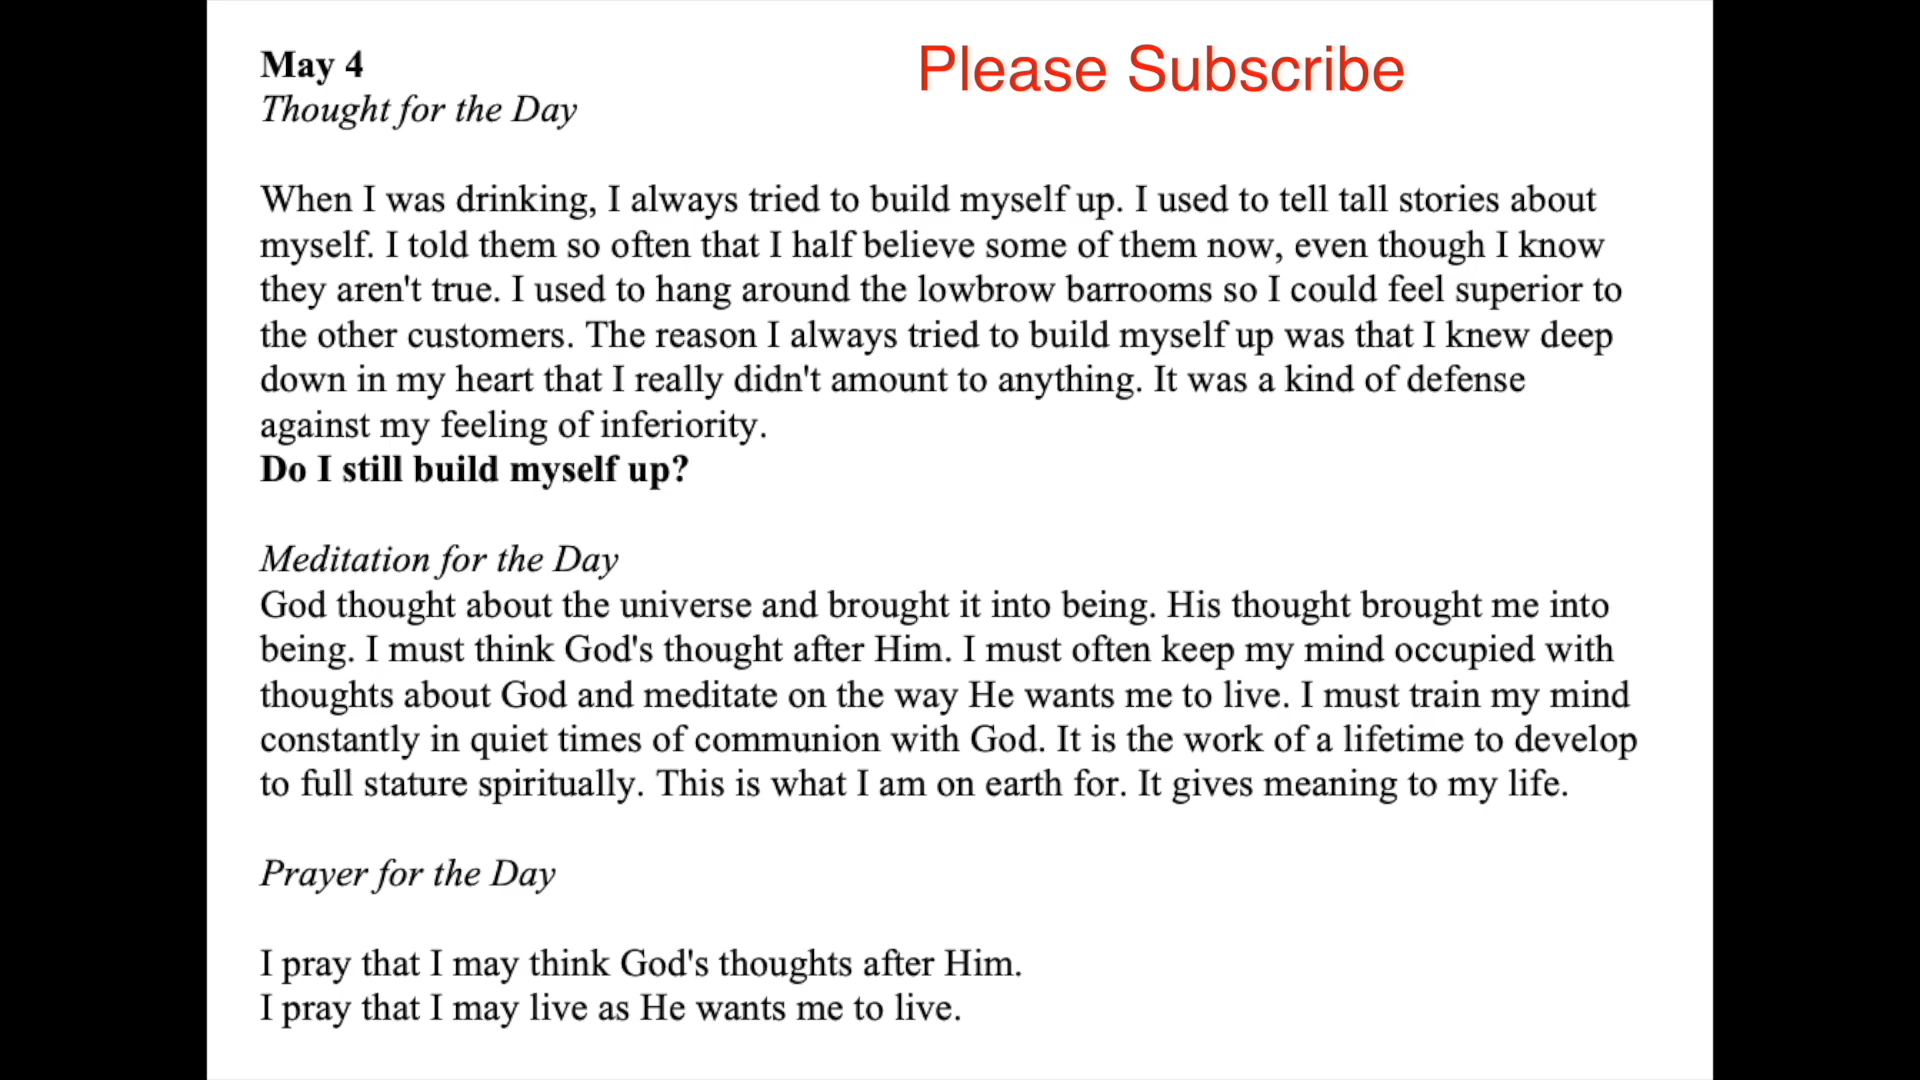 May 4
Please Subscribe
Thought for the Day
When I was drinking, I always tried to build myself up. I used to tell tall stories about
myself. I told them so often that I half believe some of them now, even though I know
they aren't true. I used to hang around the lowbrow barrooms so I could feel superior to
the other customers. The reason I always tried to build myself up was that I knew deep
down in my heart that I really didn't amount to anything. It was a kind of defense
against my feeling of inferiority.
Do I still build myself up?
Meditation for the Day
God thought about the universe and brought it into being. His thought brought me into
being. I must think God's thought after Him. I must often keep my mind occupied with
thoughts about God and meditate on the way He wants me to live. I must train my mind
constantly in quiet times of communion with God. It is the work of a lifetime to develop
to full stature spiritually. This is what I am on earth for. It gives meaning to my life.
Prayer for the Day
I pray that I may think God's thoughts after Him.
I pray that I may live as He wants me to live.